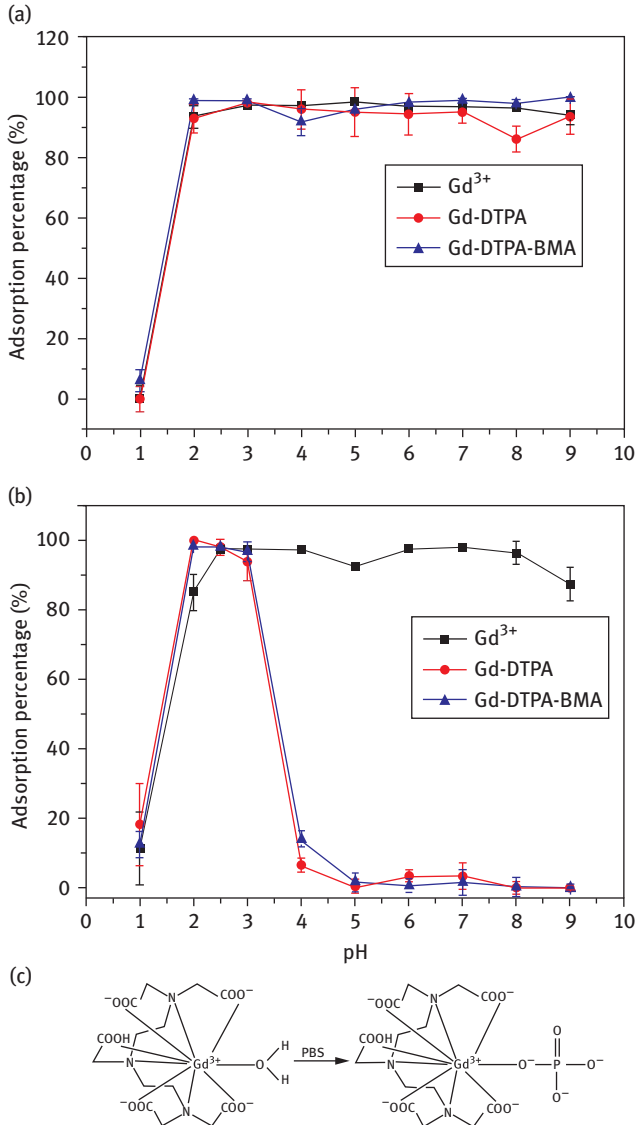 (a)
120
100
80
60
40
20
0
Adsorption percentage (%)
Gd³⁺
Gd-DTPA
Gd-DTPA-BMA
0 1 2 3 4 5 6 7 8 9 10
(b)
100
80
60
40
20
0
Adsorption percentage (%)
Gd³⁺
Gd-DTPA
Gd-DTPA-BMA
0 1 2 3 4 5 6 7 8 9 10
pH
(c)
⁻OOC N COO⁻ ⁻OOC N COO⁻ O
COOH H PBS COOH
N Gd³⁺ O N Gd³⁺ O⁻ P O⁻
H O⁻
⁻OOC N COO⁻ ⁻OOC N COO⁻